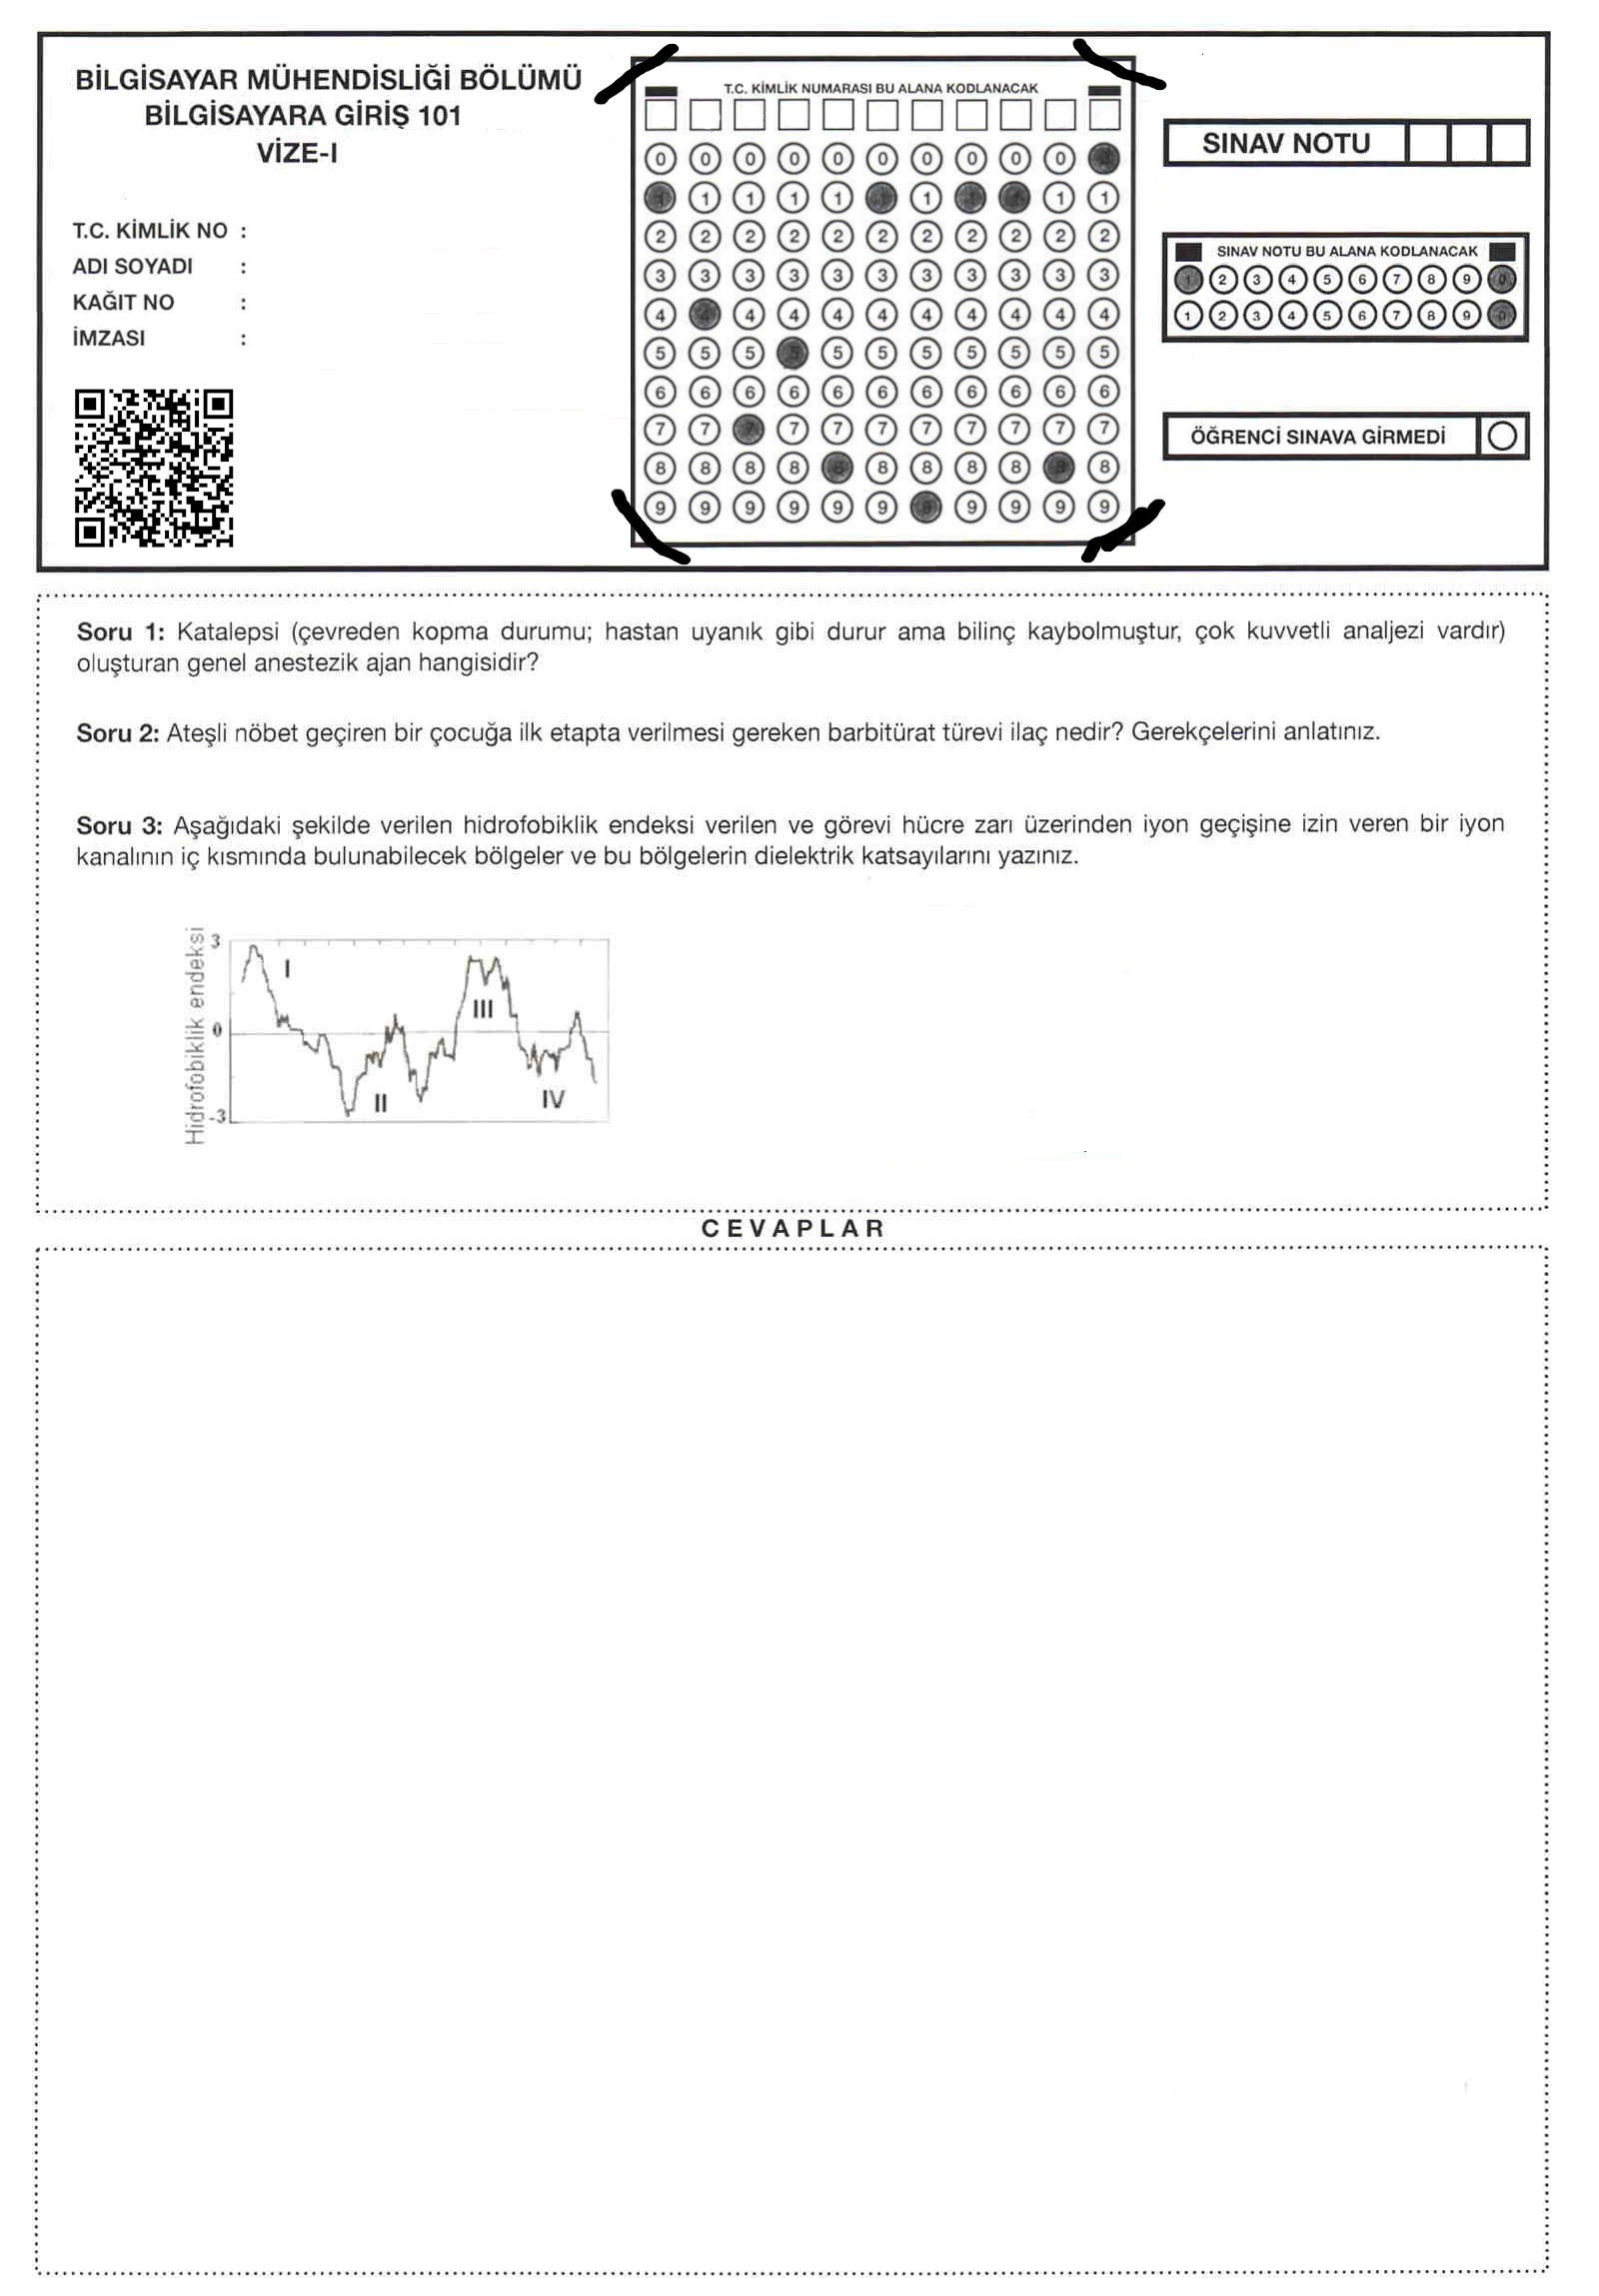 BİLGİSAYAR MÜHENDİSLİĞİ BÖLÜMÜ
BİLGİSAYARA GİRİŞ 101
VİZE-I
T.C. KİMLİK NO :
ADI SOYADI :
KAĞIT NO :
İMZASI :
T.C. KİMLİK NUMARASI BU ALANA KODLANACAK
0 0 0 0 0 0 0 0 0 0
1 1 1 1 1 1 1
2 2 2 2 2 2 2 2 2 2 2
3 3 3 3 3 3 3 3 3 3 3
4 4 4 4 4 4 4 4 4 4 4
5 5 5 5 5 5 5 5 5 5 5
6 6 6 6 6 6 6 6 6 6 6
7 7 7 7 7 7 7 7 7 7 7
8 8 8 8 8 8 8 8 8 8 8
9 9 9 9 9 9 9 9 9 9 9
SINAV NOTU
SINAV NOTU BU ALANA KODLANACAK
1 2 3 4 5 6 7 8 9 0
1 2 3 4 5 6 7 8 9 0
ÖĞRENCİ SINAVA GİRMEDİ
Soru 1: Katalepsi (çevreden kopma durumu; hastan uyanık gibi durur ama bilinç kaybolmuştur, çok kuvvetli analjezi vardır)
oluşturan genel anestezik ajan hangisidir?
Soru 2: Ateşli nöbet geçiren bir çocuğa ilk etapta verilmesi gereken barbitürat türevi ilaç nedir? Gerekçelerini anlatınız.
Soru 3: Aşağıdaki şekilde verilen hidrofobiklik endeksi verilen ve görevi hücre zarı üzerinden iyon geçişine izin veren bir iyon
kanalının iç kısmında bulunabilecek bölgeler ve bu bölgelerin dielektrik katsayılarını yazınız.
Hidrofobiklik endeksi
3
0
-3
I
II
III
IV
CEVAPLAR